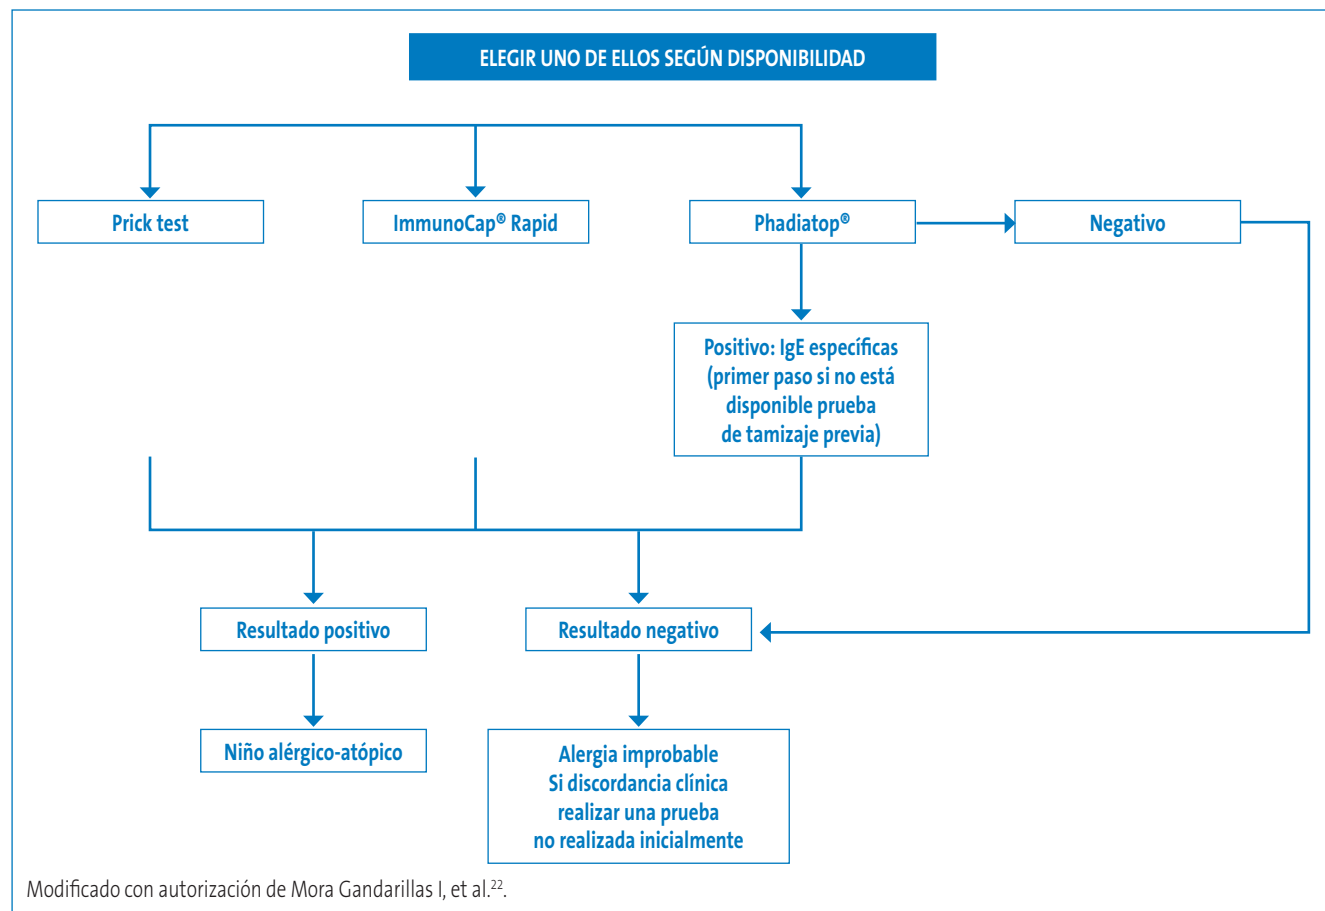 ELEGIR UNO DE ELLOS SEGÚN DISPONIBILIDAD
Prick test
ImmunoCap® Rapid
Phadiatop®
Negativo
Positivo: IgE específicas
(primer paso si no está
disponible prueba
de tamizaje previa)
Resultado positivo
Resultado negativo
Niño alérgico-atópico
Alergia improbable
Si discordancia clínica
realizar una prueba
no realizada inicialmente
Modificado con autorización de Mora Gandarillas I, et al.²².